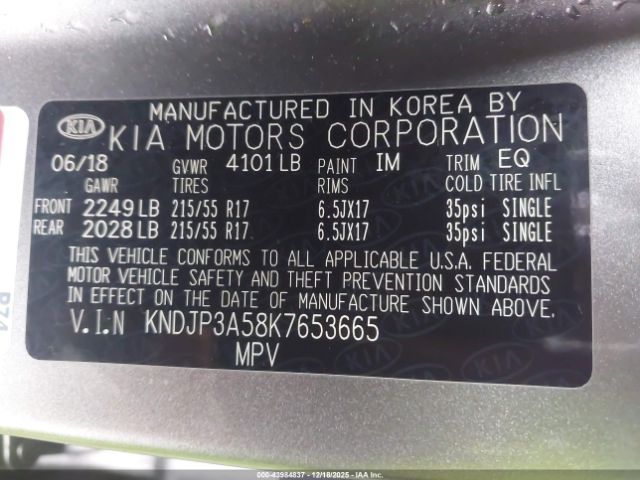 MANUFACTURED IN KOREA BY
KIA KIA MOTORS CORPORATION
06/18 GVWR 4101 LB PAINT IM TRIM EQ
GAWR TIRES RIMS COLD TIRE INFL
FRONT 2249 LB 215/55 R17 6.5JX17 35psi SINGLE
REAR 2028 LB 215/55 R17 6.5JX17 35psi SINGLE
THIS VEHICLE CONFORMS TO ALL APPLICABLE U.S.A. FEDERAL
MOTOR VEHICLE SAFETY AND THEFT PREVENTION STANDARDS
IN EFFECT ON THE DATE OF MANUFACTURE SHOWN ABOVE.
V.I.N KNDJP3A58K7653665
MPV
#00 - 43984837 - 12/18/2025 - IAA Inc.